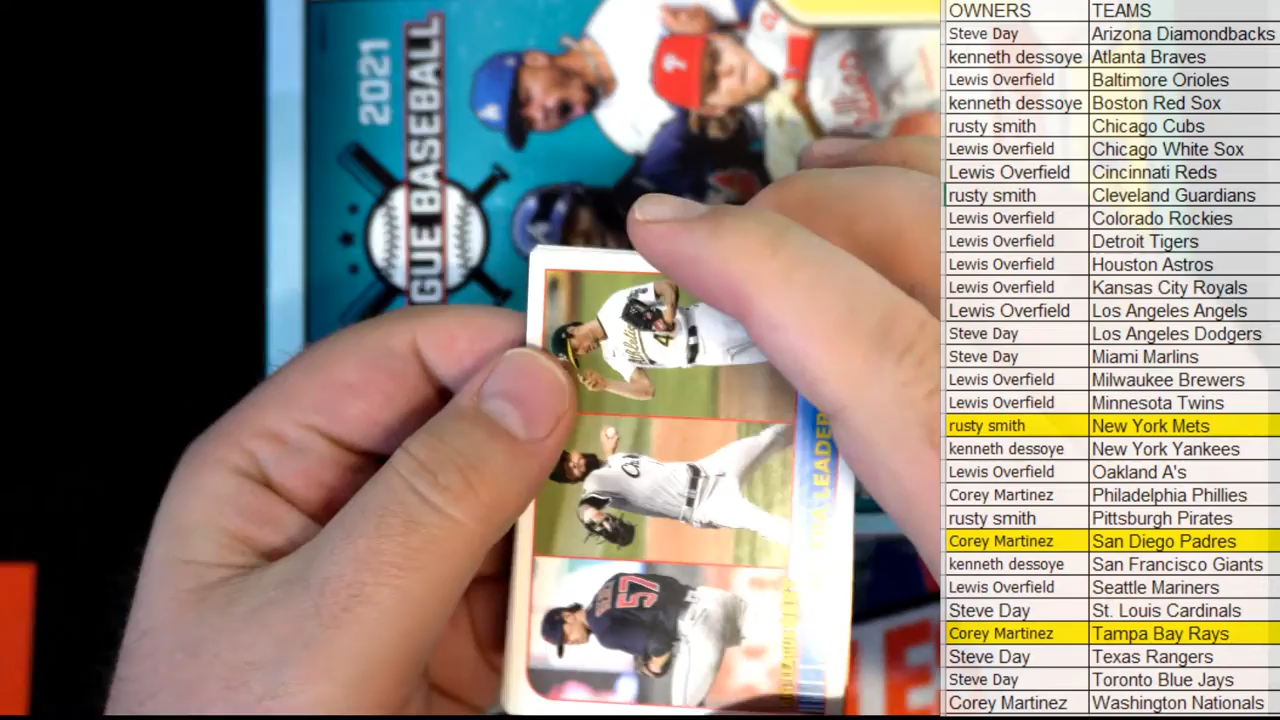 2021
GUE BASEBALL
57
OWNERS TEAMS
Steve Day Arizona Diamondbacks
kenneth dessoye Atlanta Braves
Lewis Overfield Baltimore Orioles
kenneth dessoye Boston Red Sox
rusty smith Chicago Cubs
Lewis Overfield Chicago White Sox
Lewis Overfield Cincinnati Reds
rusty smith Cleveland Guardians
Lewis Overfield Colorado Rockies
Lewis Overfield Detroit Tigers
Lewis Overfield Houston Astros
Lewis Overfield Kansas City Royals
Lewis Overfield Los Angeles Angels
Steve Day Los Angeles Dodgers
Steve Day Miami Marlins
Lewis Overfield Milwaukee Brewers
Lewis Overfield Minnesota Twins
rusty smith New York Mets
kenneth dessoye New York Yankees
Lewis Overfield Oakland A's
Corey Martinez Philadelphia Phillies
rusty smith Pittsburgh Pirates
Corey Martinez San Diego Padres
kenneth dessoye San Francisco Giants
Lewis Overfield Seattle Mariners
Steve Day St. Louis Cardinals
Corey Martinez Tampa Bay Rays
Steve Day Texas Rangers
Steve Day Toronto Blue Jays
Corey Martinez Washington Nationals